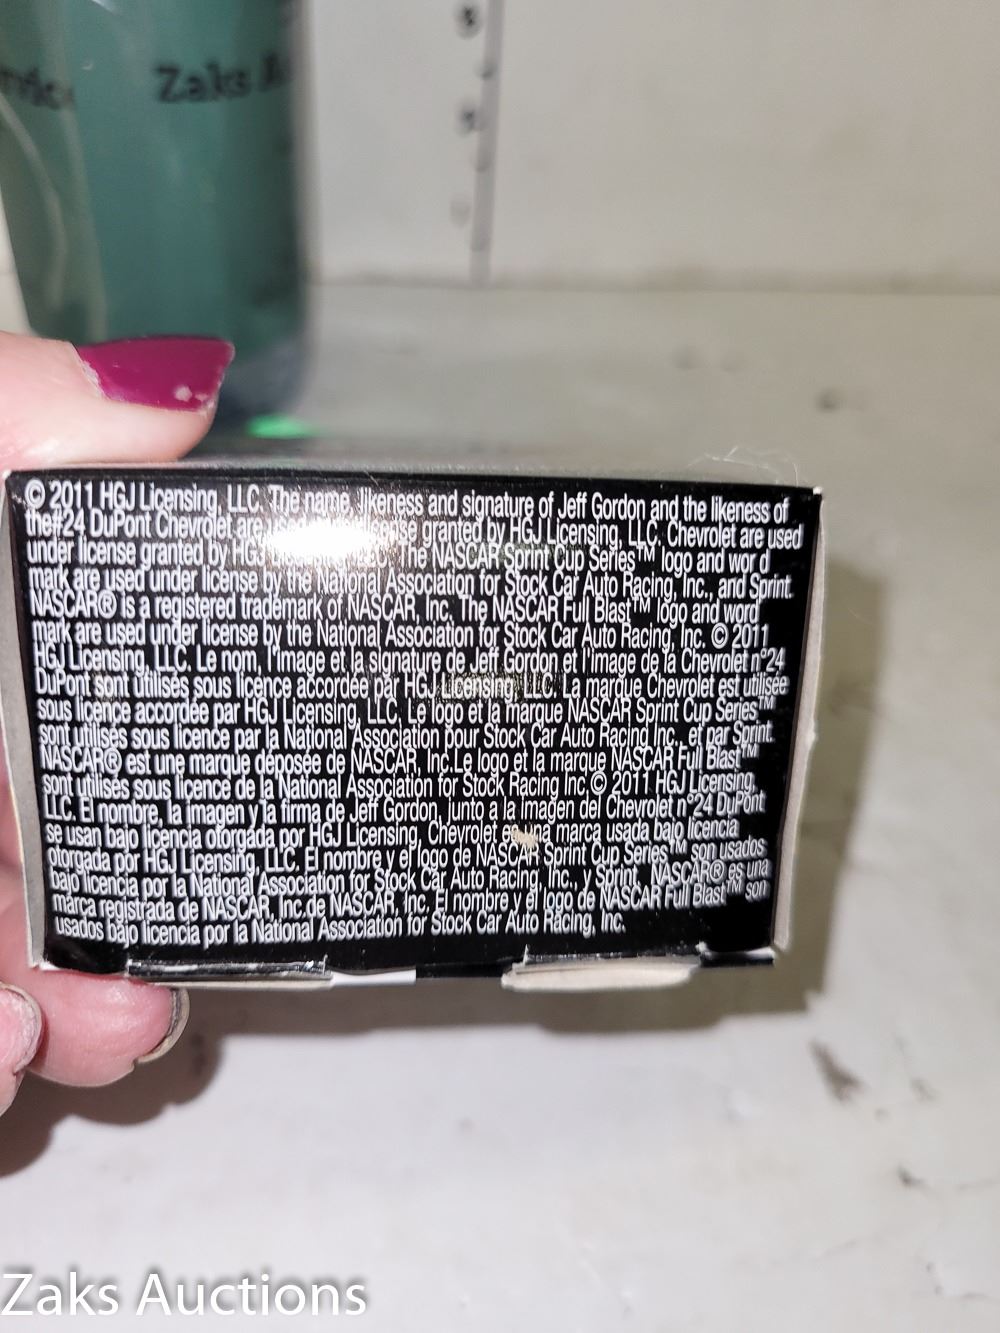 Zaks
© 2011 HGJ Licensing, LLC. The name, likeness and signature of Jeff Gordon and the likeness of
the#24 DuPont Chevrolet are used granted by HGJ Licensing, LLC. Chevrolet are used
under license granted by The NASCAR Sprint Cup Series™ logo and wor d
mark are used under license by the National Association for Stock Car Auto Racing, Inc., and Sprint.
NASCAR® is a registered trademark of NASCAR, Inc. The NASCAR Full Blast™ logo and word
mark are used under license by the National Association for Stock Car Auto Racing, Inc. © 2011
HGJ Licensing, LLC. Le nom, l'image et la signature de Jeff Gordon et l'image de la Chevrolet n°24
DuPont sont utilisés sous licence accordée par HGJ Licensing, LLC. La marque Chevrolet est utilisée
sous licence accordée par HGJ Licensing, LLC. Le logo et la marque NASCAR Sprint Cup Series™
sont utilisés sous licence par la National Association pour Stock Car Auto Racing Inc., et par Sprint.
NASCAR® est une marque déposée de NASCAR, Inc.Le logo et la marque NASCAR Full Blast™
sont utilisés sous licence de la National Association for Stock Racing Inc.© 2011 HGJ Licensing,
LLC. El nombre, la imagen y la firma de Jeff Gordon, junto a la imagen del Chevrolet n°24 DuPont
se usan bajo licencia otorgada por HGJ Licensing, Chevrolet es una marca usada bajo licencia
otorgada por HGJ Licensing, LLC. El nombre y el logo de NASCAR Sprint Cup Series™ son usados
bajo licencia por la National Association for Stock Car Auto Racing, Inc., y Sprint. NASCAR® es una
marca registrada de NASCAR, Inc.de NASCAR, Inc. El nombre y el logo de NASCAR Full Blast™ son
usados bajo licencia por la National Association for Stock Car Auto Racing, Inc.
Zaks Auctions